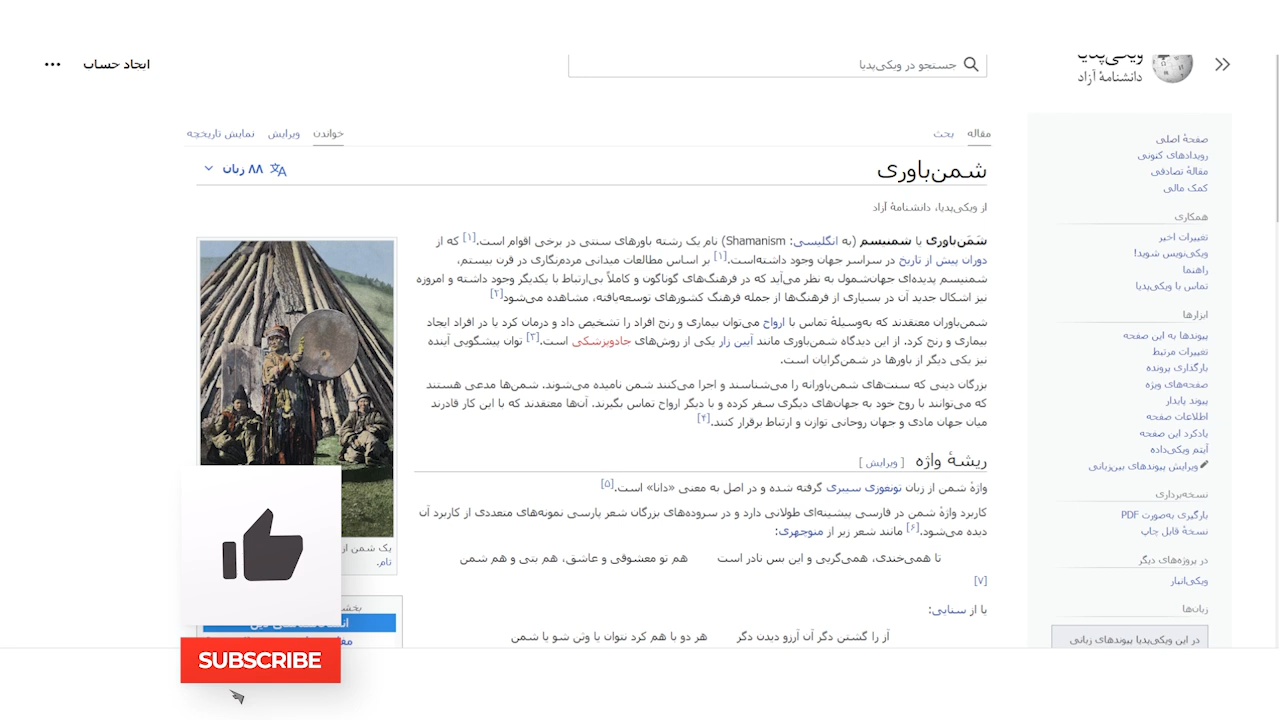 ویکی‌پدیا
دانشنامهٔ آزاد
جستجو در ویکی‌پدیا
ایجاد حساب
صفحهٔ اصلی
رویدادهای کنونی
مقالهٔ تصادفی
کمک مالی
همکاری
تغییرات اخیر
ویکی‌نویس شوید!
راهنما
تماس با ویکی‌پدیا
ابزارها
پیوندها به این صفحه
تغییرات مرتبط
بارگذاری پرونده
صفحه‌های ویژه
پیوند پایدار
اطلاعات صفحه
یادکرد این صفحه
آیتم ویکی‌داده
ویرایش پیوندهای بین‌زبانی
نسخه‌برداری
بارگیری به‌صورت PDF
نسخهٔ قابل چاپ
در پروژه‌های دیگر
ویکی‌انبار
زبان‌ها
در این ویکی‌پدیا پیوندهای زبانی
مقاله بحث
خواندن ویرایش نمایش تاریخچه
شمن‌باوری
۸۸ زبان
از ویکی‌پدیا، دانشنامهٔ آزاد
شَمَن‌باوری یا شمنیسم (به انگلیسی: Shamanism) نام یک رشته باورهای سنتی در برخی اقوام است.[۱] که از
دوران پیش از تاریخ در سراسر جهان وجود داشته‌است.[۱] بر اساس مطالعات میدانی مردم‌نگاری در قرن بیستم،
شمنیسم پدیده‌ای جهان‌شمول به نظر می‌آید که در فرهنگ‌های گوناگون و کاملاً بی‌ارتباط با یکدیگر وجود داشته و امروزه
نیز اشکال جدید آن در بسیاری از فرهنگ‌ها از جمله فرهنگ کشورهای توسعه‌یافته، مشاهده می‌شود[۲]
شمن‌باوران معتقدند که به‌وسیلهٔ تماس با ارواح می‌توان بیماری و رنج افراد را تشخیص داد و درمان کرد یا در افراد ایجاد
بیماری و رنج کرد. از این دیدگاه شمن‌باوری مانند آیین زار یکی از روش‌های جادوپزشکی است.[۳] توان پیشگویی آینده
نیز یکی دیگر از باورها در شمن‌گرایان است.
بزرگان دینی که سنت‌های شمن‌باورانه را می‌شناسند و اجرا می‌کنند شمن نامیده می‌شوند. شمن‌ها مدعی هستند
که می‌توانند با روح خود به جهان‌های دیگری سفر کرده و با دیگر ارواح تماس بگیرند. آن‌ها معتقدند که با این کار قادرند
میان جهان مادی و جهان روحانی توازن و ارتباط برقرار کنند.[۴]
ریشهٔ واژه [ ویرایش ]
واژهٔ شمن از زبان تونغوزی سیبری گرفته شده و در اصل به معنی «دانا» است.[۵]
کاربرد واژهٔ شمن در فارسی پیشینه‌ای طولانی دارد و در سروده‌های بزرگان شعر پارسی نمونه‌های متعددی از کاربرد آن
دیده می‌شود.[۶] مانند شعر زیر از منوچهری:
تا همی‌خندی، همی‌گریی و این بس نادر است هم تو معشوقی و عاشق، هم بتی و هم شمن
[۷]
یا از سنایی:
آز را گشتن دگر آن آرزو دیدن دگر هر دو با هم کرد نتوان یا وثن شو یا شمن
یک شمن از
نام.
SUBSCRIBE